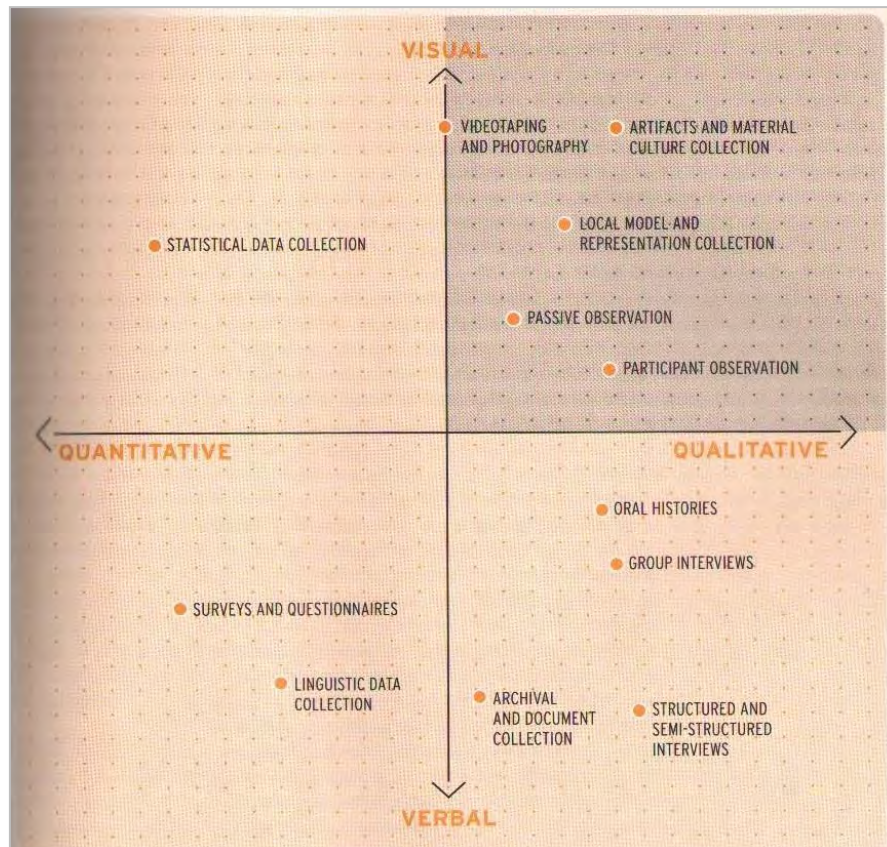 VISUAL
VIDEOTAPING
AND PHOTOGRAPHY
ARTIFACTS AND MATERIAL
CULTURE COLLECTION
LOCAL MODEL AND
REPRESENTATION COLLECTION
STATISTICAL DATA COLLECTION
PASSIVE OBSERVATION
PARTICIPANT OBSERVATION
QUANTITATIVE
QUALITATIVE
ORAL HISTORIES
GROUP INTERVIEWS
SURVEYS AND QUESTIONNAIRES
LINGUISTIC DATA
COLLECTION
ARCHIVAL
AND DOCUMENT
COLLECTION
STRUCTURED AND
SEMI-STRUCTURED
INTERVIEWS
VERBAL